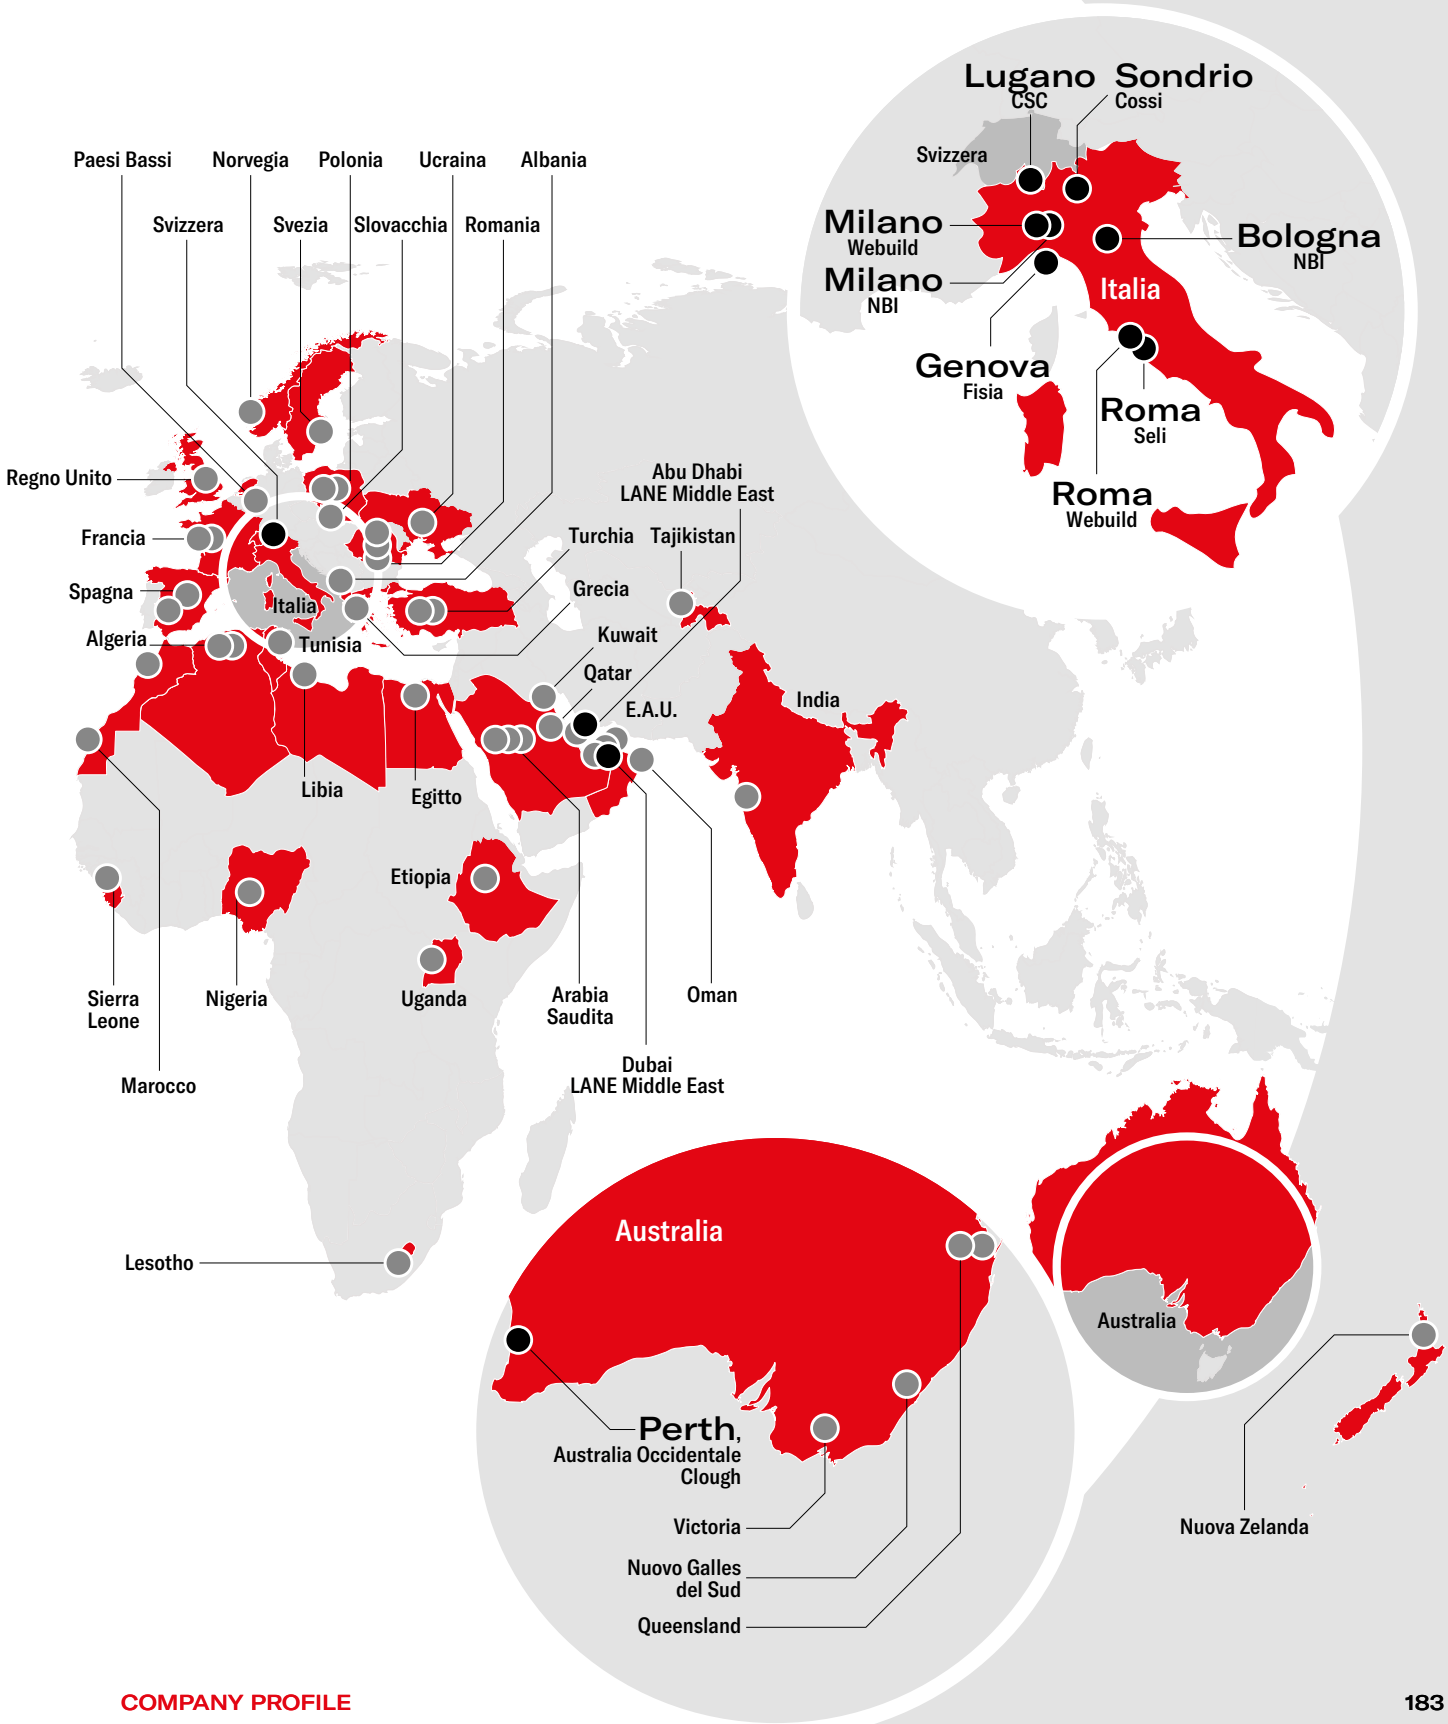 Lugano
CSC
Sondrio
Cossi
Svizzera
Milano
Webuild
Milano
NBI
Bologna
NBI
Italia
Genova
Fisia
Roma
Seli
Roma
Webuild
Paesi Bassi
Norvegia
Polonia
Ucraina
Albania
Svizzera
Svezia
Slovacchia
Romania
Regno Unito
Abu Dhabi
LANE Middle East
Francia
Turchia
Tajikistan
Spagna
Grecia
Italia
Algeria
Tunisia
Kuwait
Qatar
E.A.U.
India
Libia
Egitto
Etiopia
Sierra
Leone
Nigeria
Uganda
Arabia
Saudita
Oman
Marocco
Dubai
LANE Middle East
Lesotho
Australia
Australia
Perth,
Australia Occidentale
Clough
Victoria
Nuovo Galles
del Sud
Queensland
Nuova Zelanda
COMPANY PROFILE
183